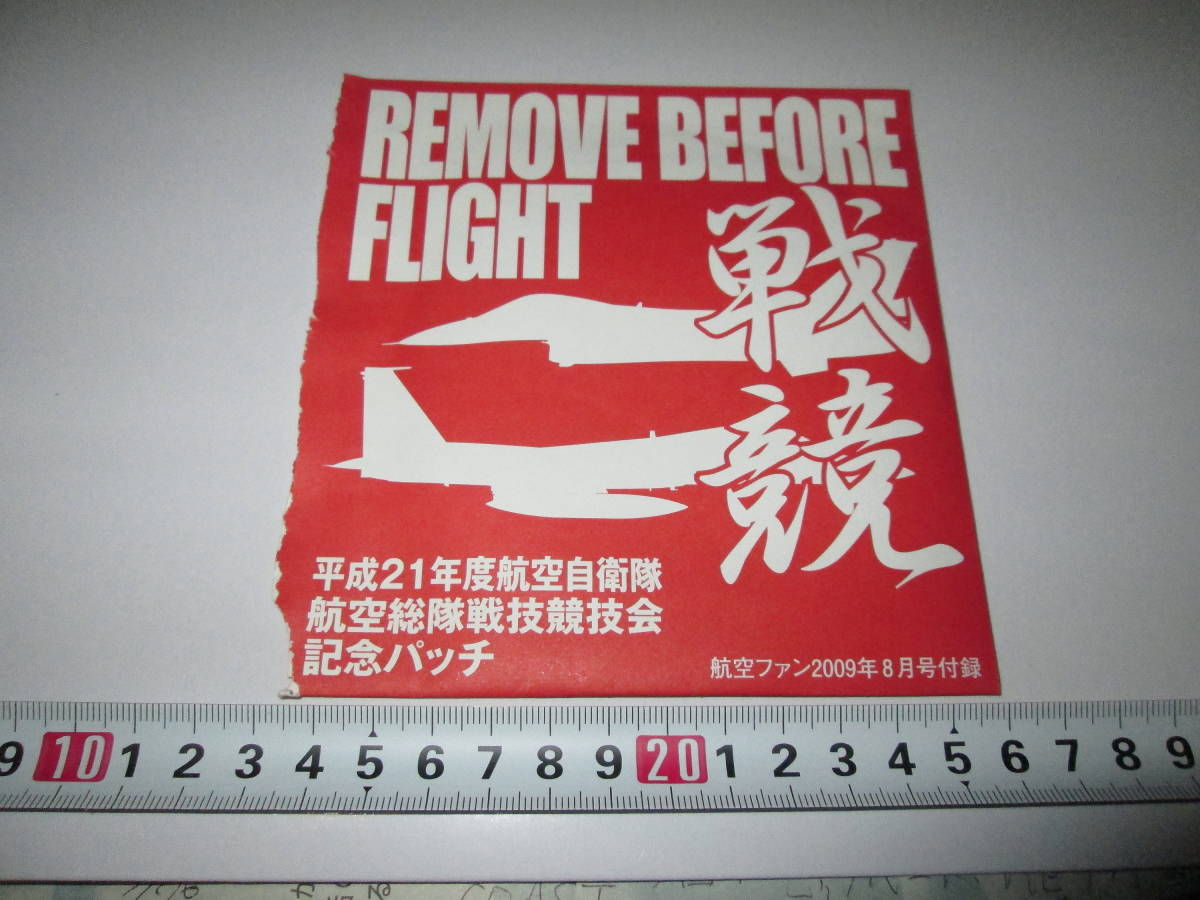 REMOVE BEFORE
FLIGHT
戦
競
平成21年度航空自衛隊
航空総隊戦技競技会
記念パッチ
航空ファン2009年8月号付録
9 10 1 2 3 4 5 6 7 8 9 20 1 2 3 4 5 6 7 8 9